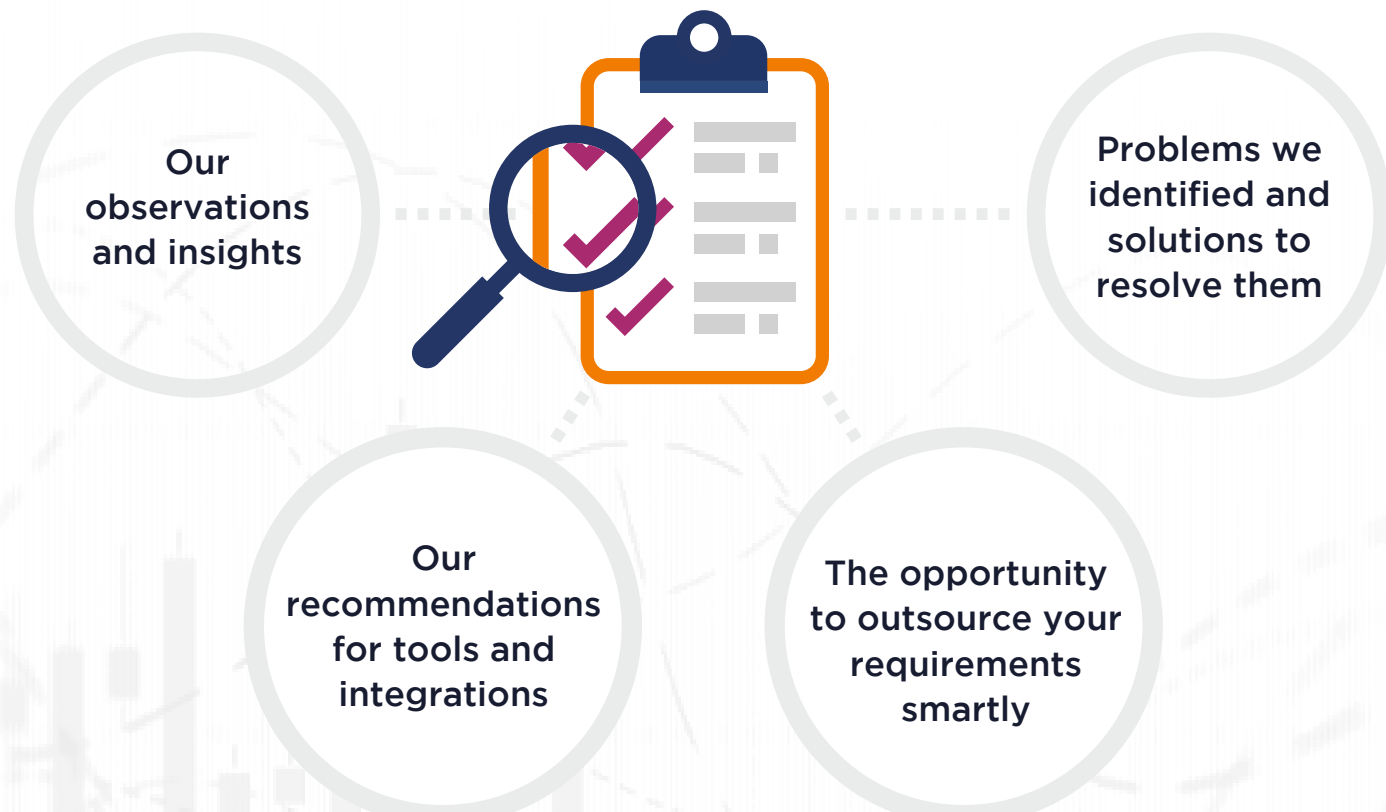 Our
observations
and insights
Problems we
identified and
solutions to
resolve them
Our
recommendations
for tools and
integrations
The opportunity
to outsource your
requirements
smartly